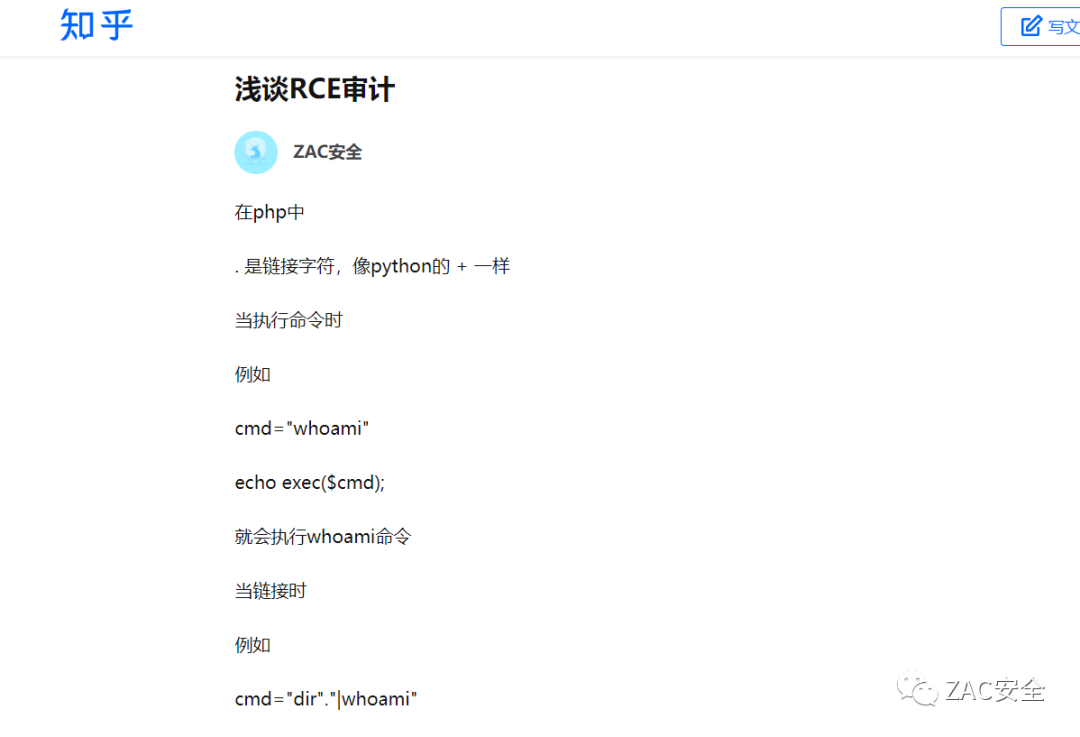 知乎
写文
浅谈RCE审计
ZAC安全
在php中
. 是链接字符，像python的 + 一样
当执行命令时
例如
cmd="whoami"
echo exec($cmd);
就会执行whoami命令
当链接时
例如
cmd="dir"."|whoami"
ZAC安全